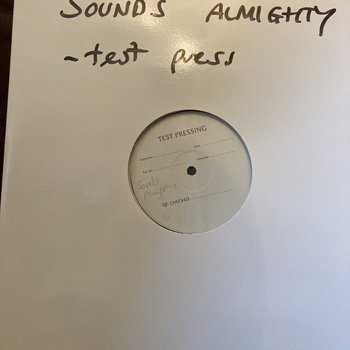 SOUNDS ALMIGHTY
- test press
TEST PRESSING
Sounds
Almighty
QC CHECKED